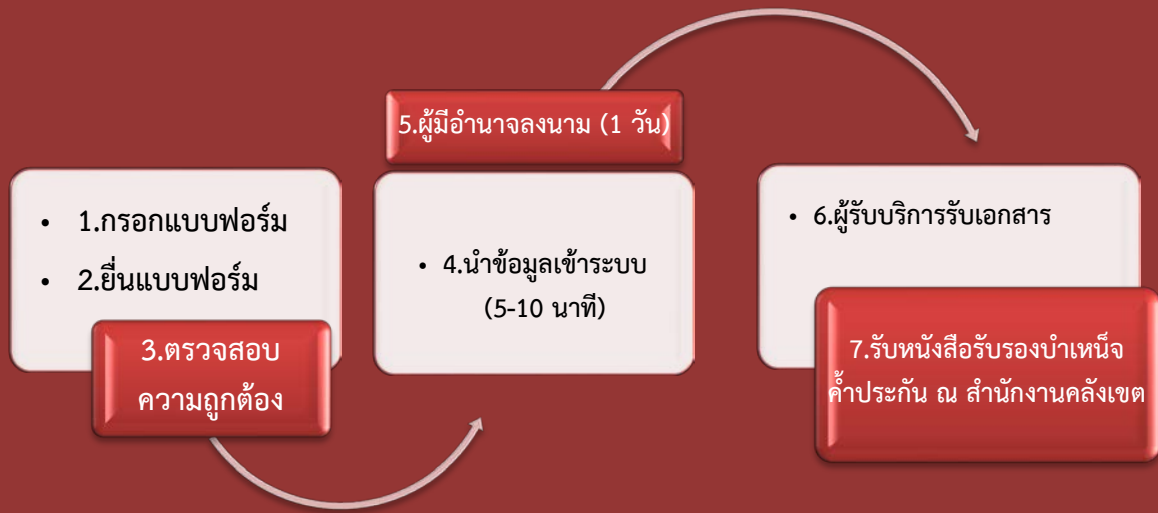 • 1.กรอกแบบฟอร์ม
• 2.ยื่นแบบฟอร์ม
3.ตรวจสอบ
ความถูกต้อง
• 4.นำข้อมูลเข้าระบบ
(5-10 นาที)
5.ผู้มีอำนาจลงนาม (1 วัน)
• 6.ผู้รับบริการรับเอกสาร
7.รับหนังสือรับรองบำเหน็จ
ค้ำประกัน ณ สำนักงานคลังเขต